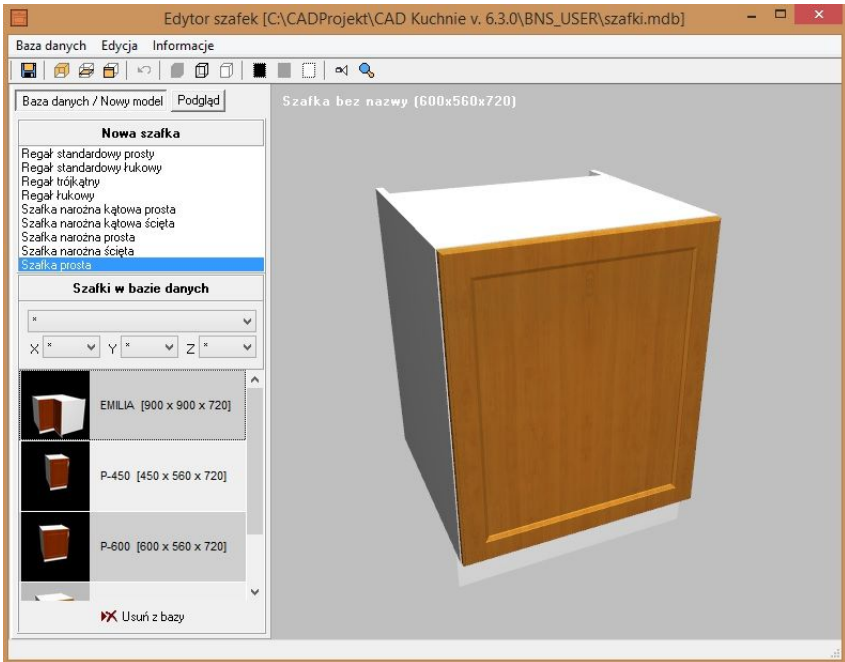 Edytor szafek [C:\CADProjekt\CAD Kuchnie v. 6.3.0\BNS_USER\szafki.mdb]
Baza danych Edycja Informacje
Baza danych / Nowy model Podgląd
Szafka bez nazwy (600x560x720)
Nowa szafka
Regał standardowy prosty
Regał standardowy łukowy
Regał trójkątny
Regał łukowy
Szafka narożna kątowa prosta
Szafka narożna kątowa ścięta
Szafka narożna prosta
Szafka narożna ścięta
Szafka prosta
Szafki w bazie danych
*
X * Y * Z *
EMILIA [900 x 900 x 720]
P-450 [450 x 560 x 720]
P-600 [600 x 560 x 720]
Usuń z bazy